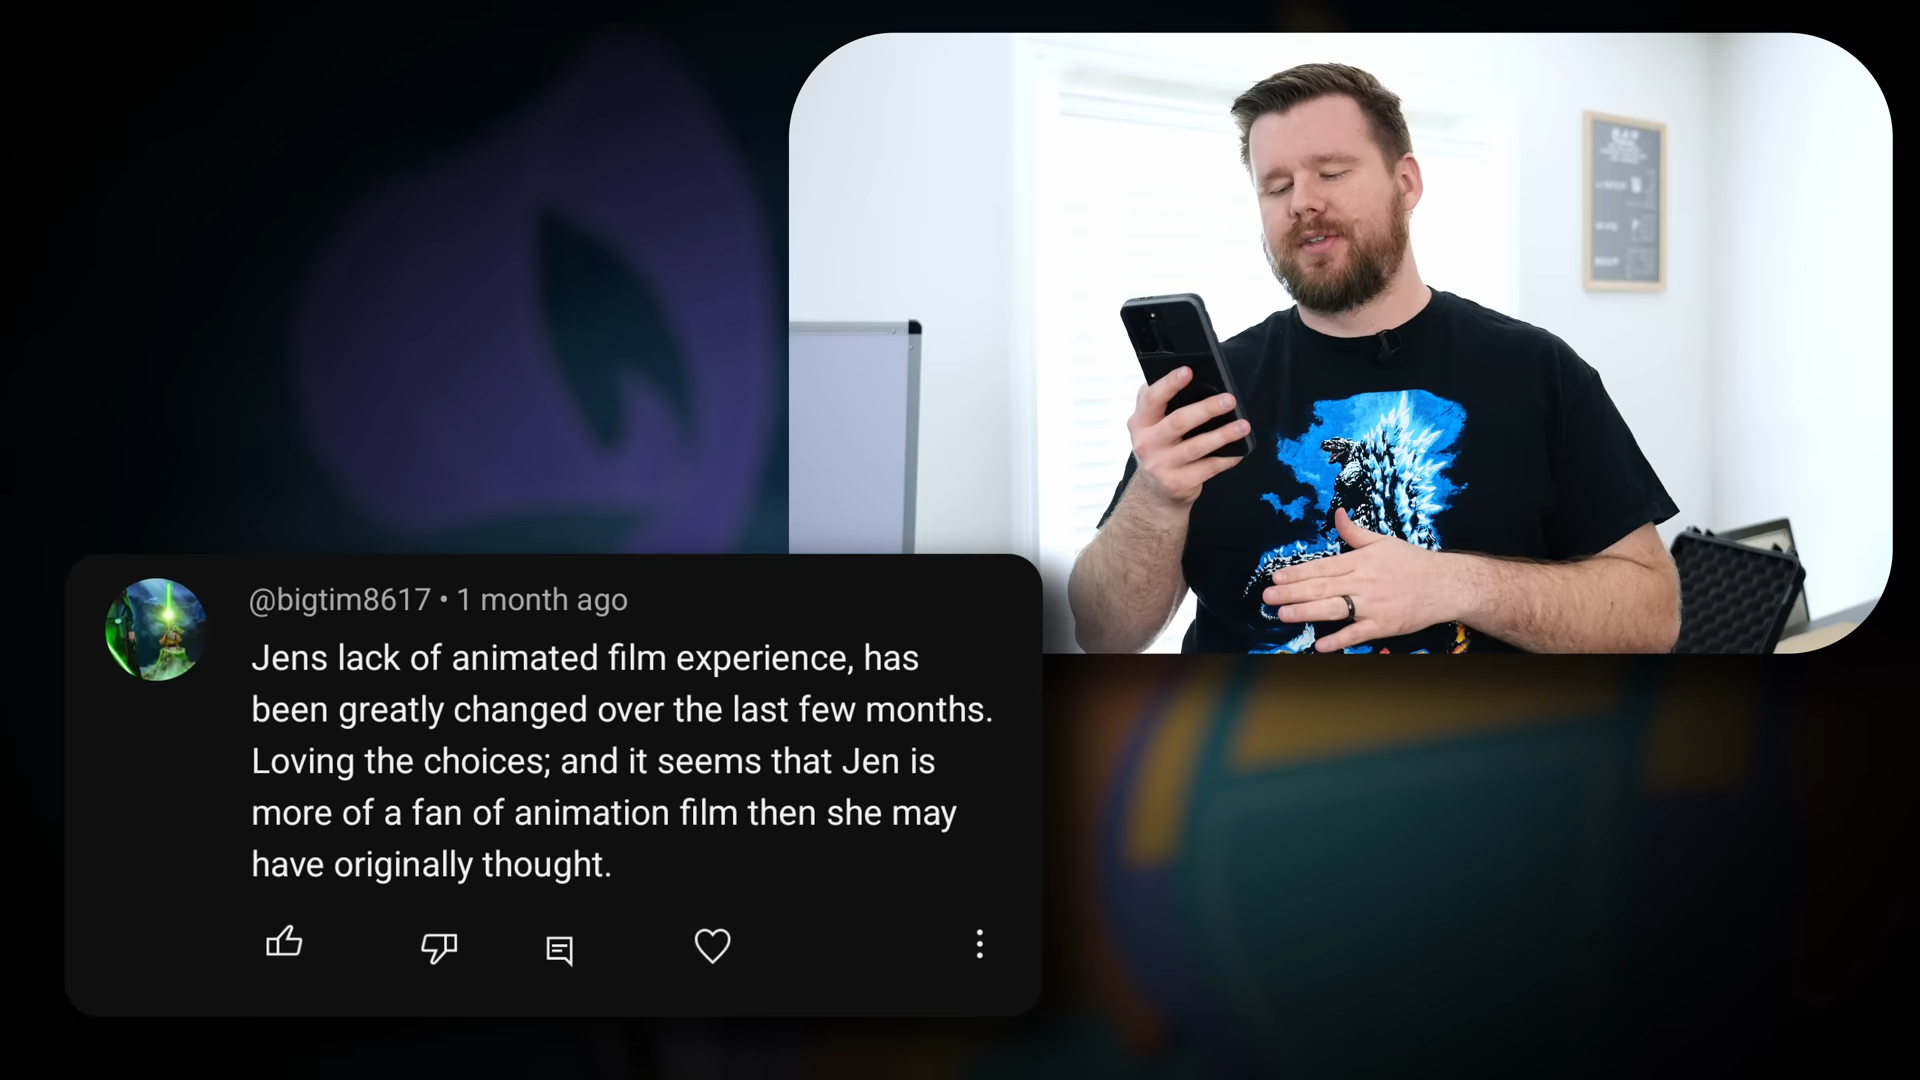 @bigtim8617 • 1 month ago
Jens lack of animated film experience, has
been greatly changed over the last few months.
Loving the choices; and it seems that Jen is
more of a fan of animation film then she may
have originally thought.